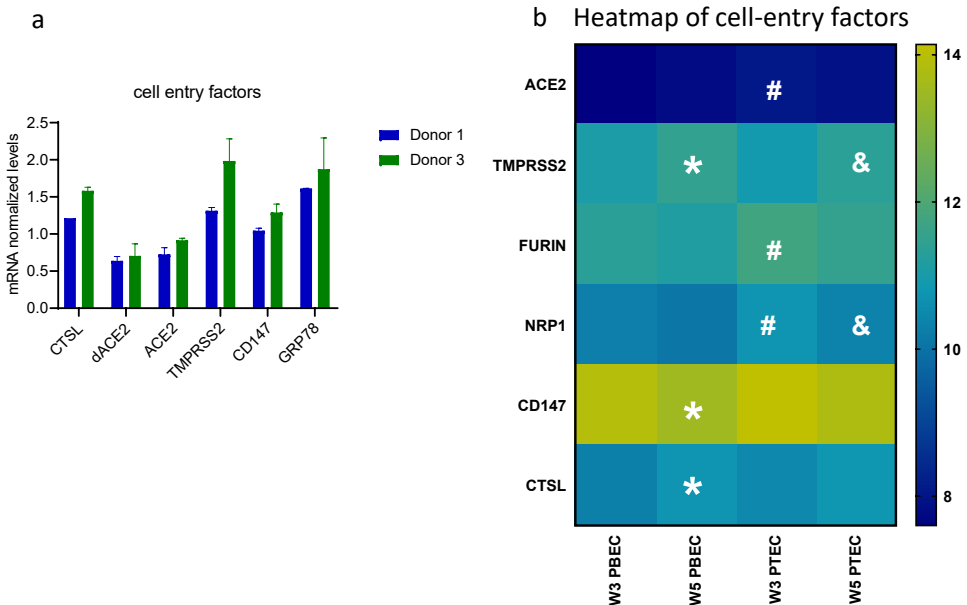 a
cell entry factors
mRNA normalized levels
2.5
2.0
1.5
1.0
0.5
0.0
CTSL
dACE2
ACE2
TMPRSS2
CD147
GRP78
Donor 1
Donor 3
b Heatmap of cell-entry factors
ACE2
#
TMPRSS2
*
&
FURIN
#
NRP1
#
&
CD147
*
CTSL
*
W3 PBEC
W5 PBEC
W3 PTEC
W5 PTEC
14
12
10
8